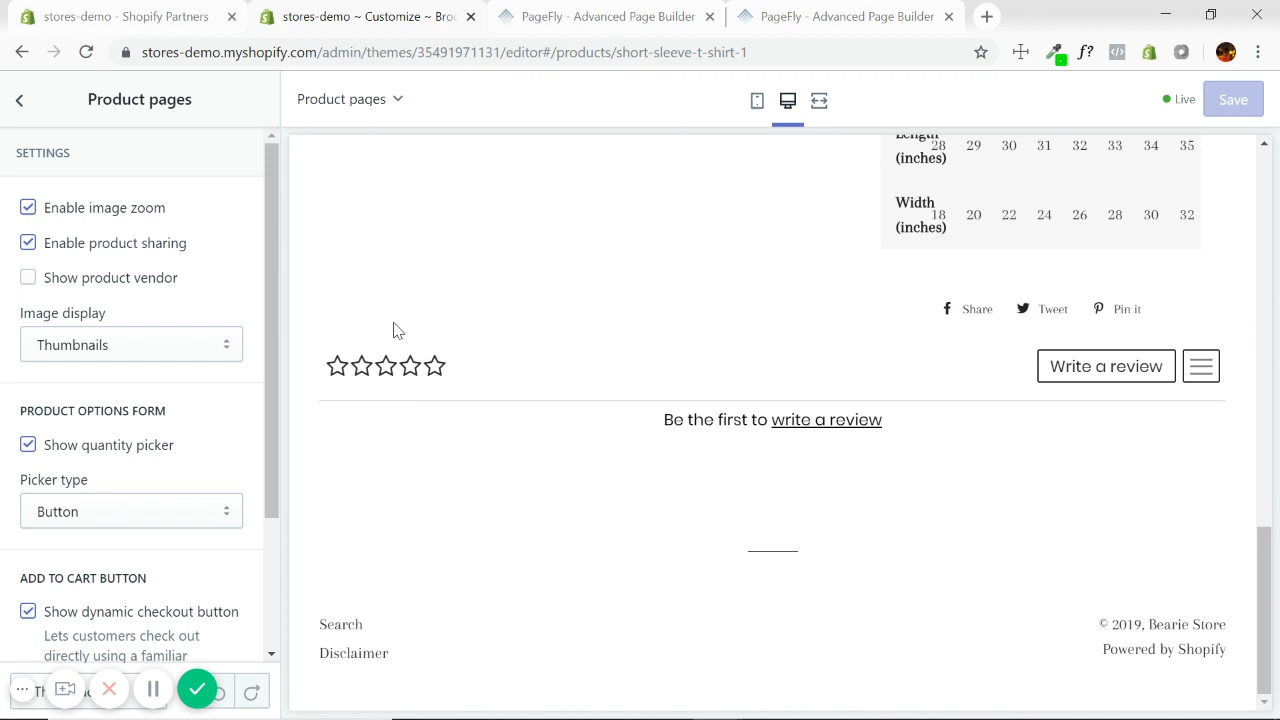 stores-demo - Shopify Partners
stores-demo ~ Customize ~ Broo
PageFly - Advanced Page Builder
PageFly - Advanced Page Builder
stores-demo.myshopify.com/admin/themes/35491971131/editor#/products/short-sleeve-t-shirt-1
f?
Product pages
Product pages
Live
Save
SETTINGS
Enable image zoom
Enable product sharing
Show product vendor
Image display
Thumbnails
PRODUCT OPTIONS FORM
Show quantity picker
Picker type
Button
ADD TO CART BUTTON
Show dynamic checkout button
Lets customers check out
directly using a familiar
Length
(inches)
28 29 30 31 32 33 34 35
Width
(inches)
18 20 22 24 26 28 30 32
Share
Tweet
Pin it
Write a review
Be the first to write a review
Search
Disclaimer
© 2019, Bearie Store
Powered by Shopify